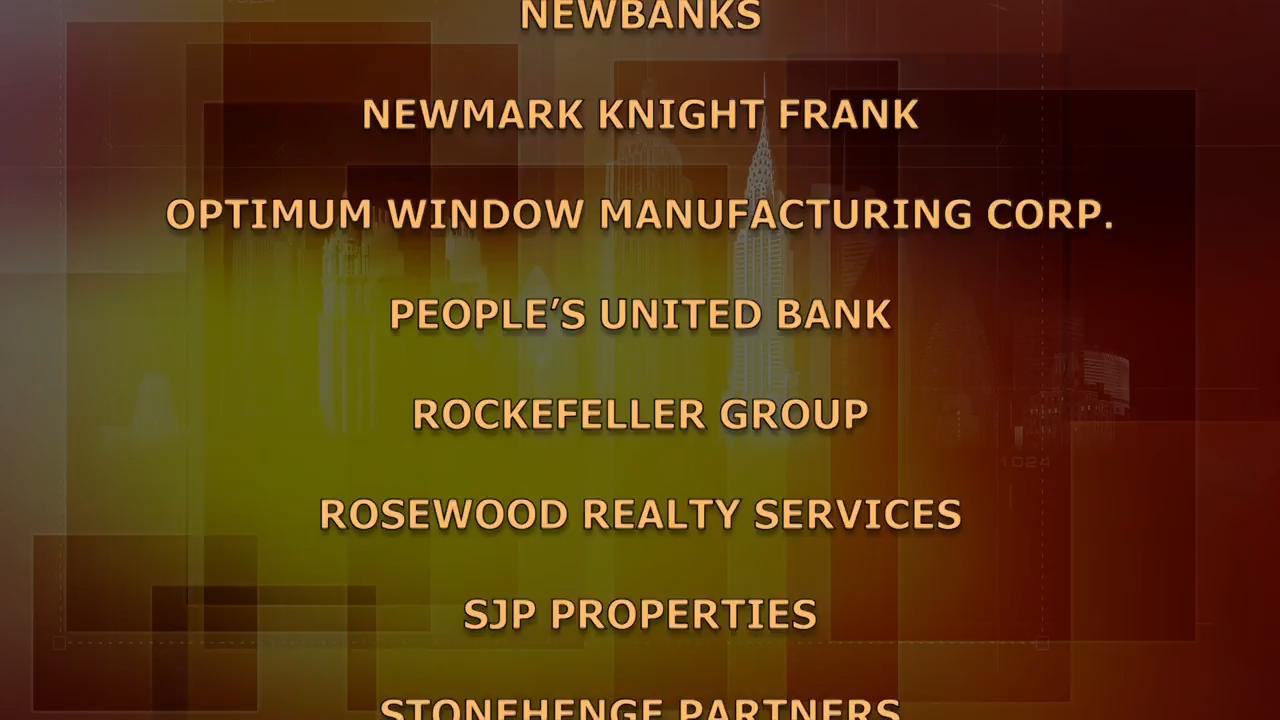 NEWBANKS
NEWMARK KNIGHT FRANK
OPTIMUM WINDOW MANUFACTURING CORP.
PEOPLE’S UNITED BANK
ROCKEFELLER GROUP
1024
ROSEWOOD REALTY SERVICES
SJP PROPERTIES
STONEHENGE PARTNERS